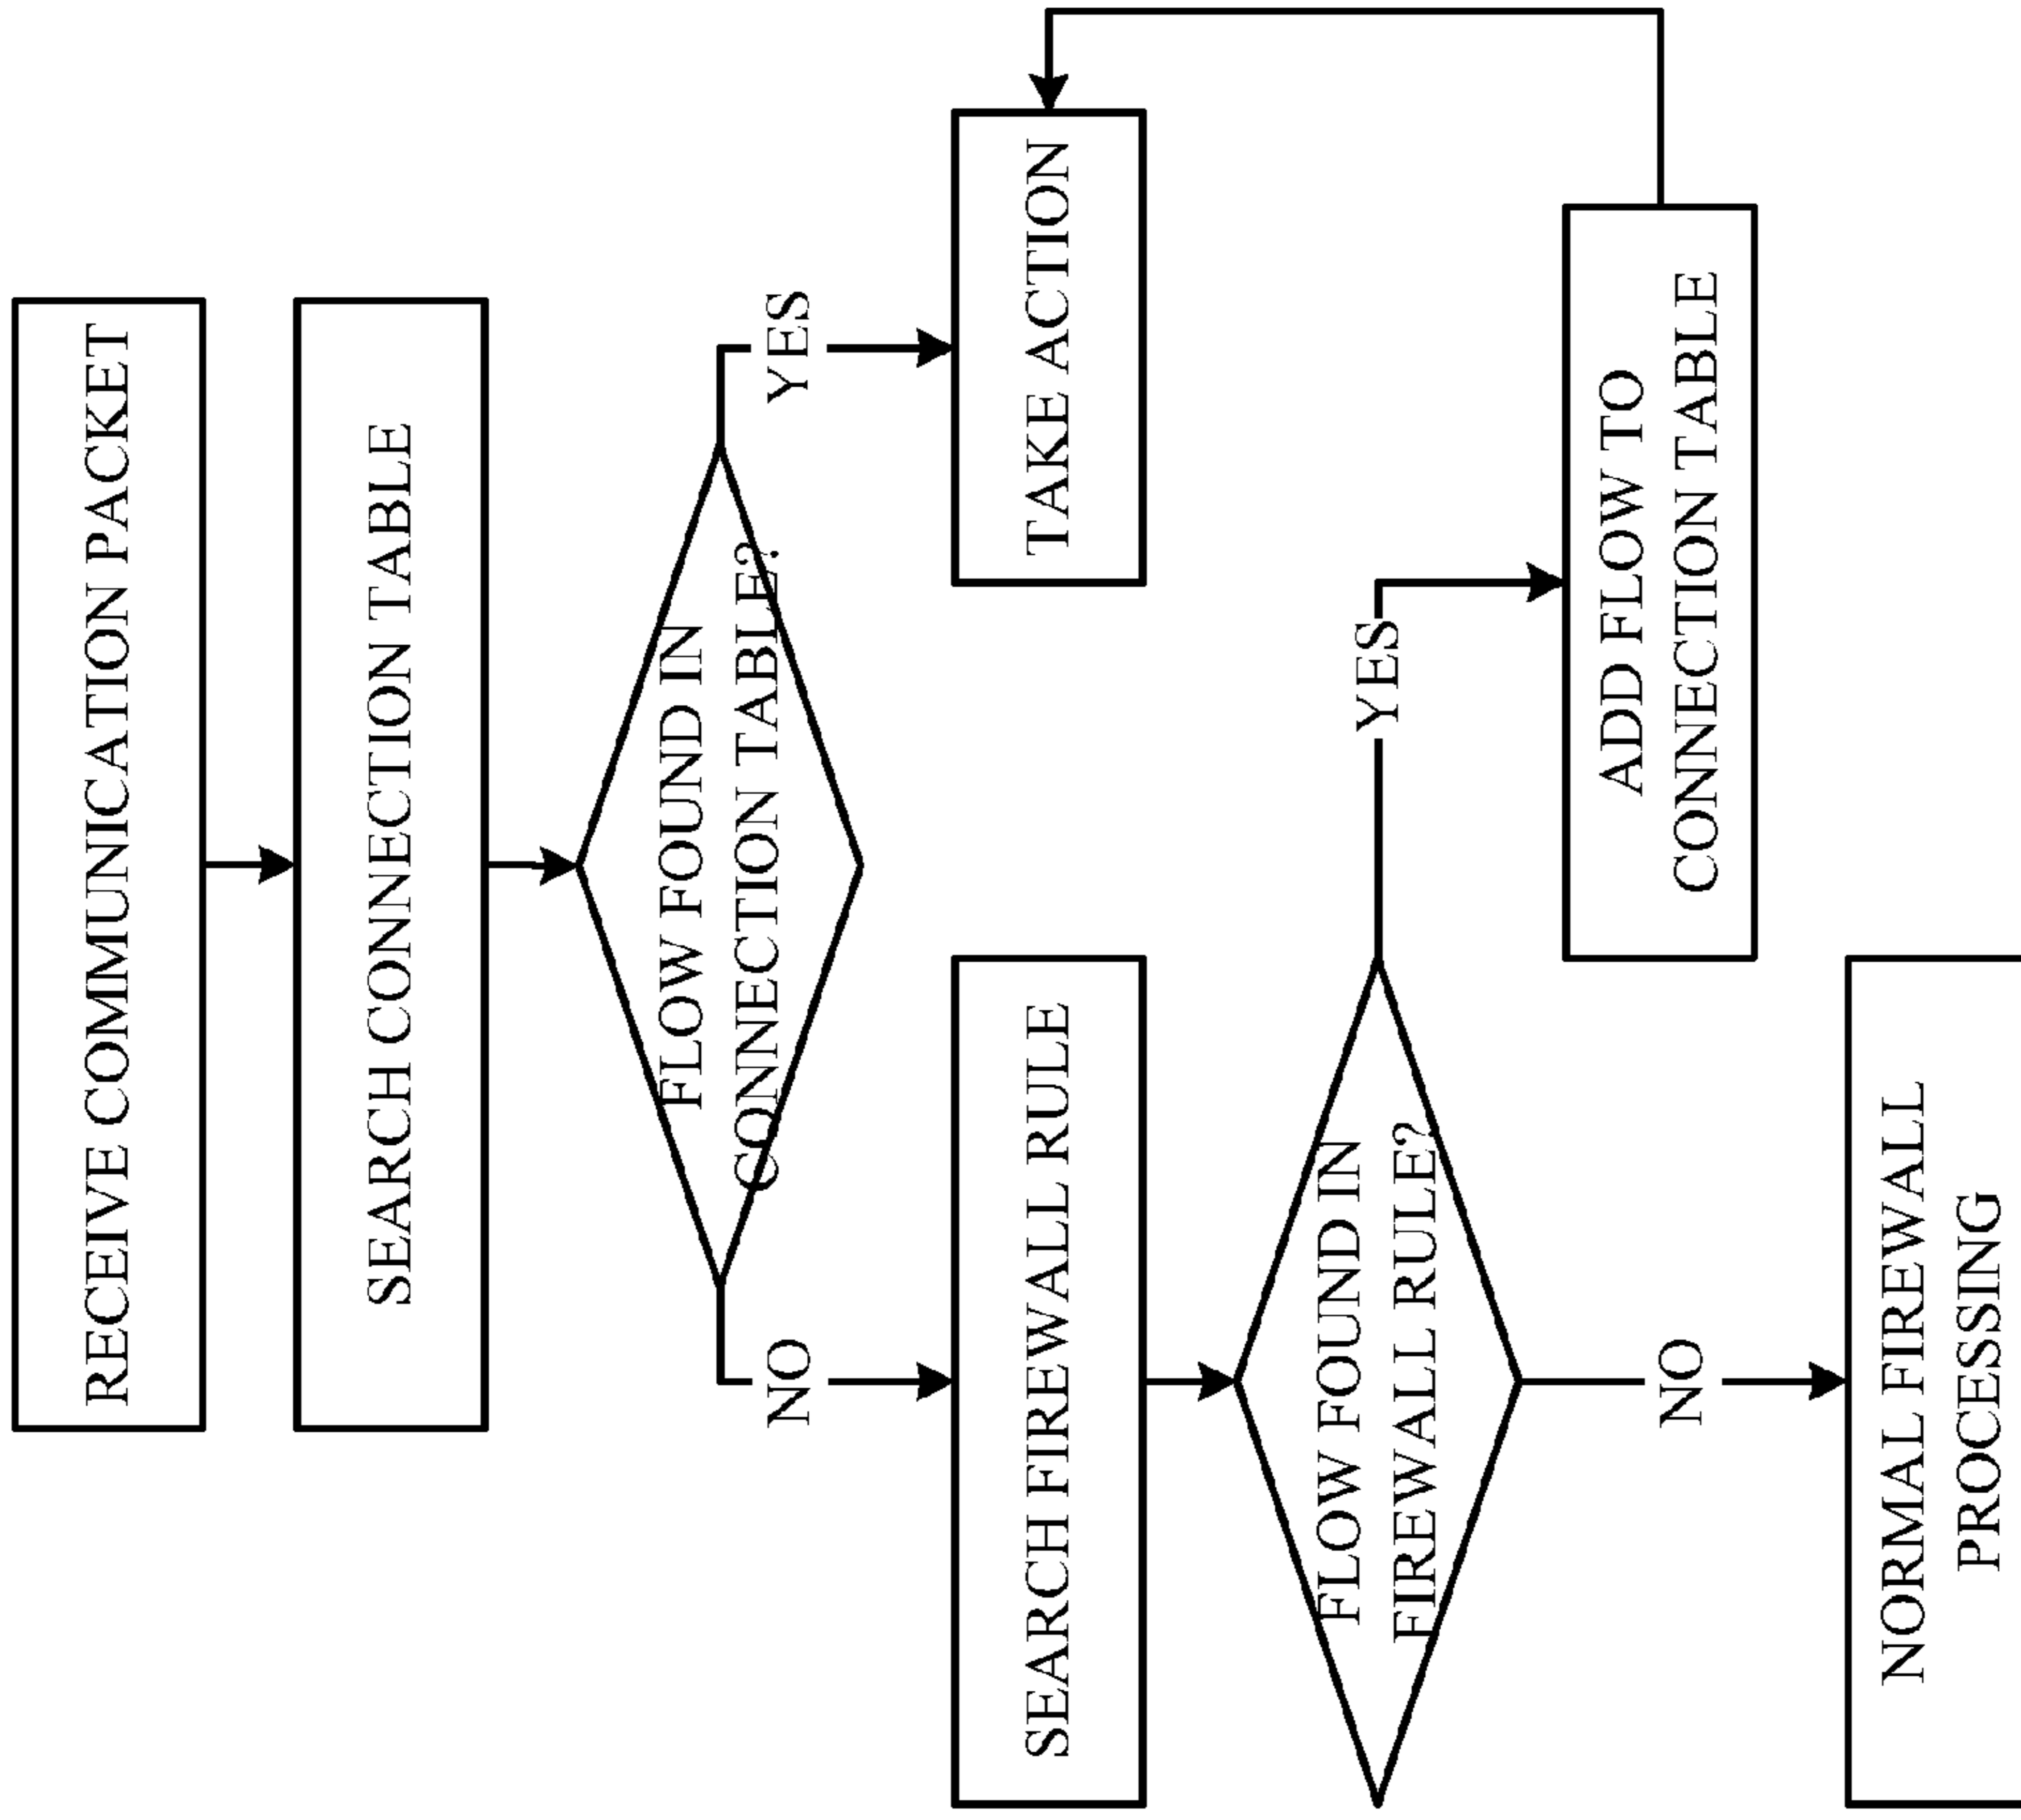 RECEIVE COMMUNICATION PACKET
SEARCH CONNECTION TABLE
FLOW FOUND IN
CONNECTION TABLE?
YES
NO
TAKE ACTION
SEARCH FIREWALL RULE
FLOW FOUND IN
FIREWALL RULE?
YES
NO
ADD FLOW TO
CONNECTION TABLE
NORMAL FIREWALL
PROCESSING